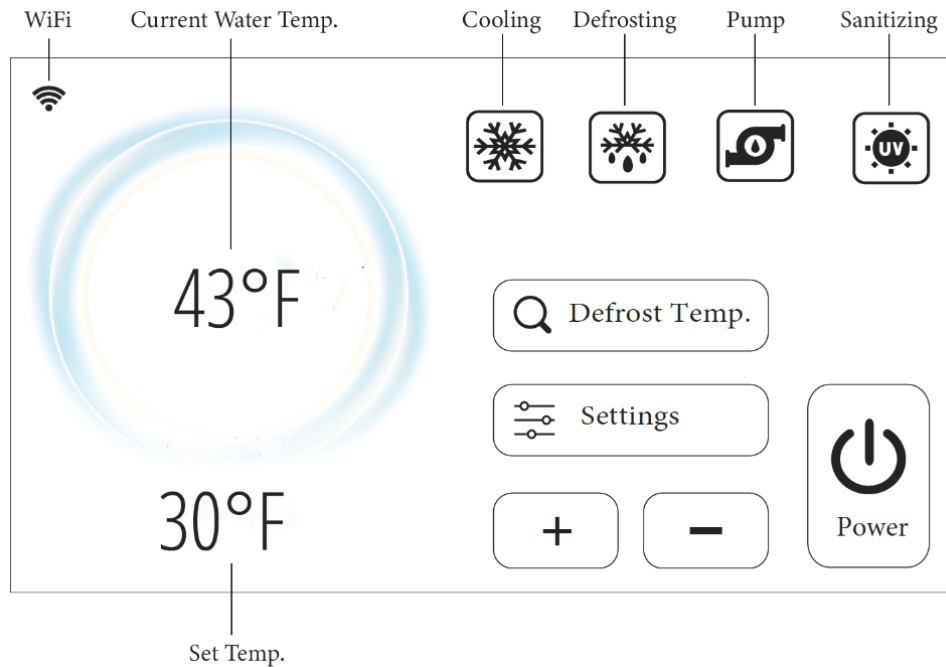 WiFi
Current Water Temp.
Cooling
Defrosting
Pump
Sanitizing
UV
43°F
Defrost Temp.
Settings
30°F
+
-
Power
Set Temp.